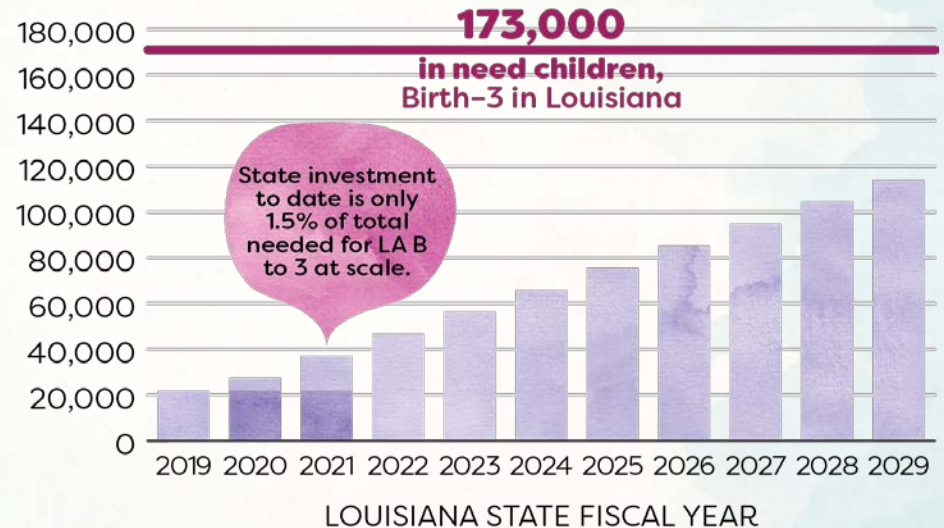 173,000
in need children,
Birth–3 in Louisiana
180,000
160,000
140,000
120,000
100,000
80,000
60,000
40,000
20,000
0
State investment
to date is only
1.5% of total
needed for LA B
to 3 at scale.
2019 2020 2021 2022 2023 2024 2025 2026 2027 2028 2029
LOUISIANA STATE FISCAL YEAR